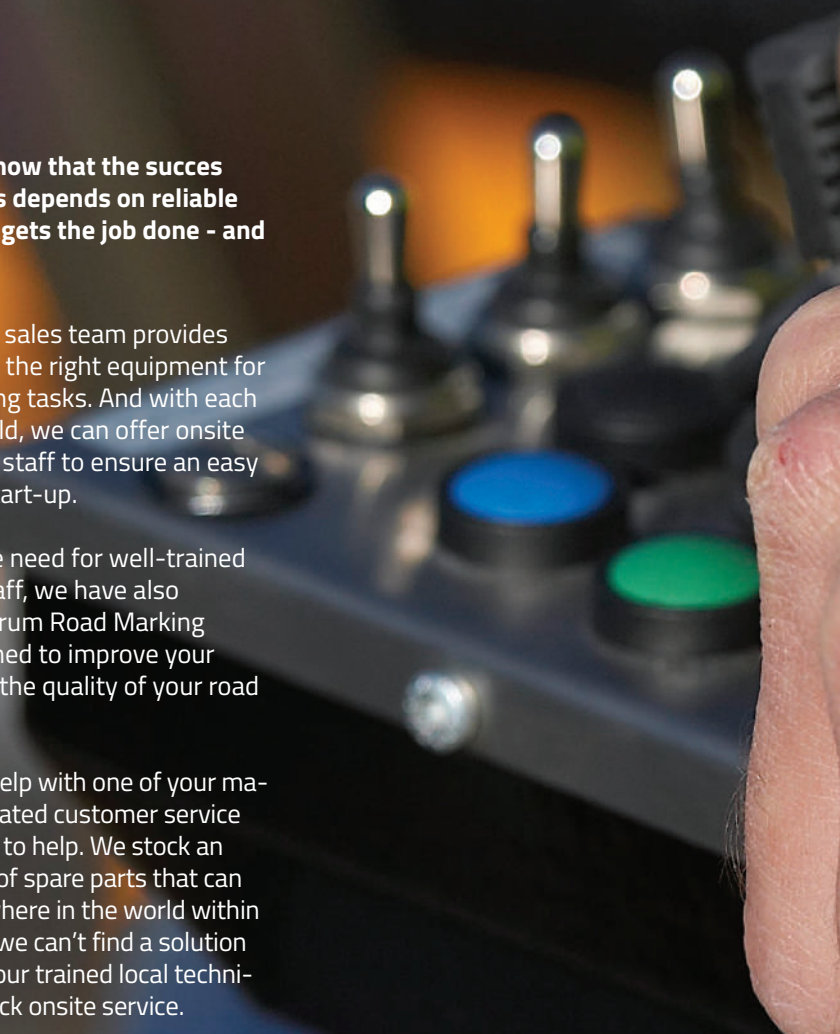 now that the succes
s depends on reliable
gets the job done - and
sales team provides
the right equipment for
ng tasks. And with each
ld, we can offer onsite
staff to ensure an easy
art-up.
e need for well-trained
aff, we have also
rum Road Marking
ned to improve your
the quality of your road
elp with one of your ma-
ated customer service
to help. We stock an
of spare parts that can
here in the world within
we can't find a solution
our trained local techni-
ck onsite service.